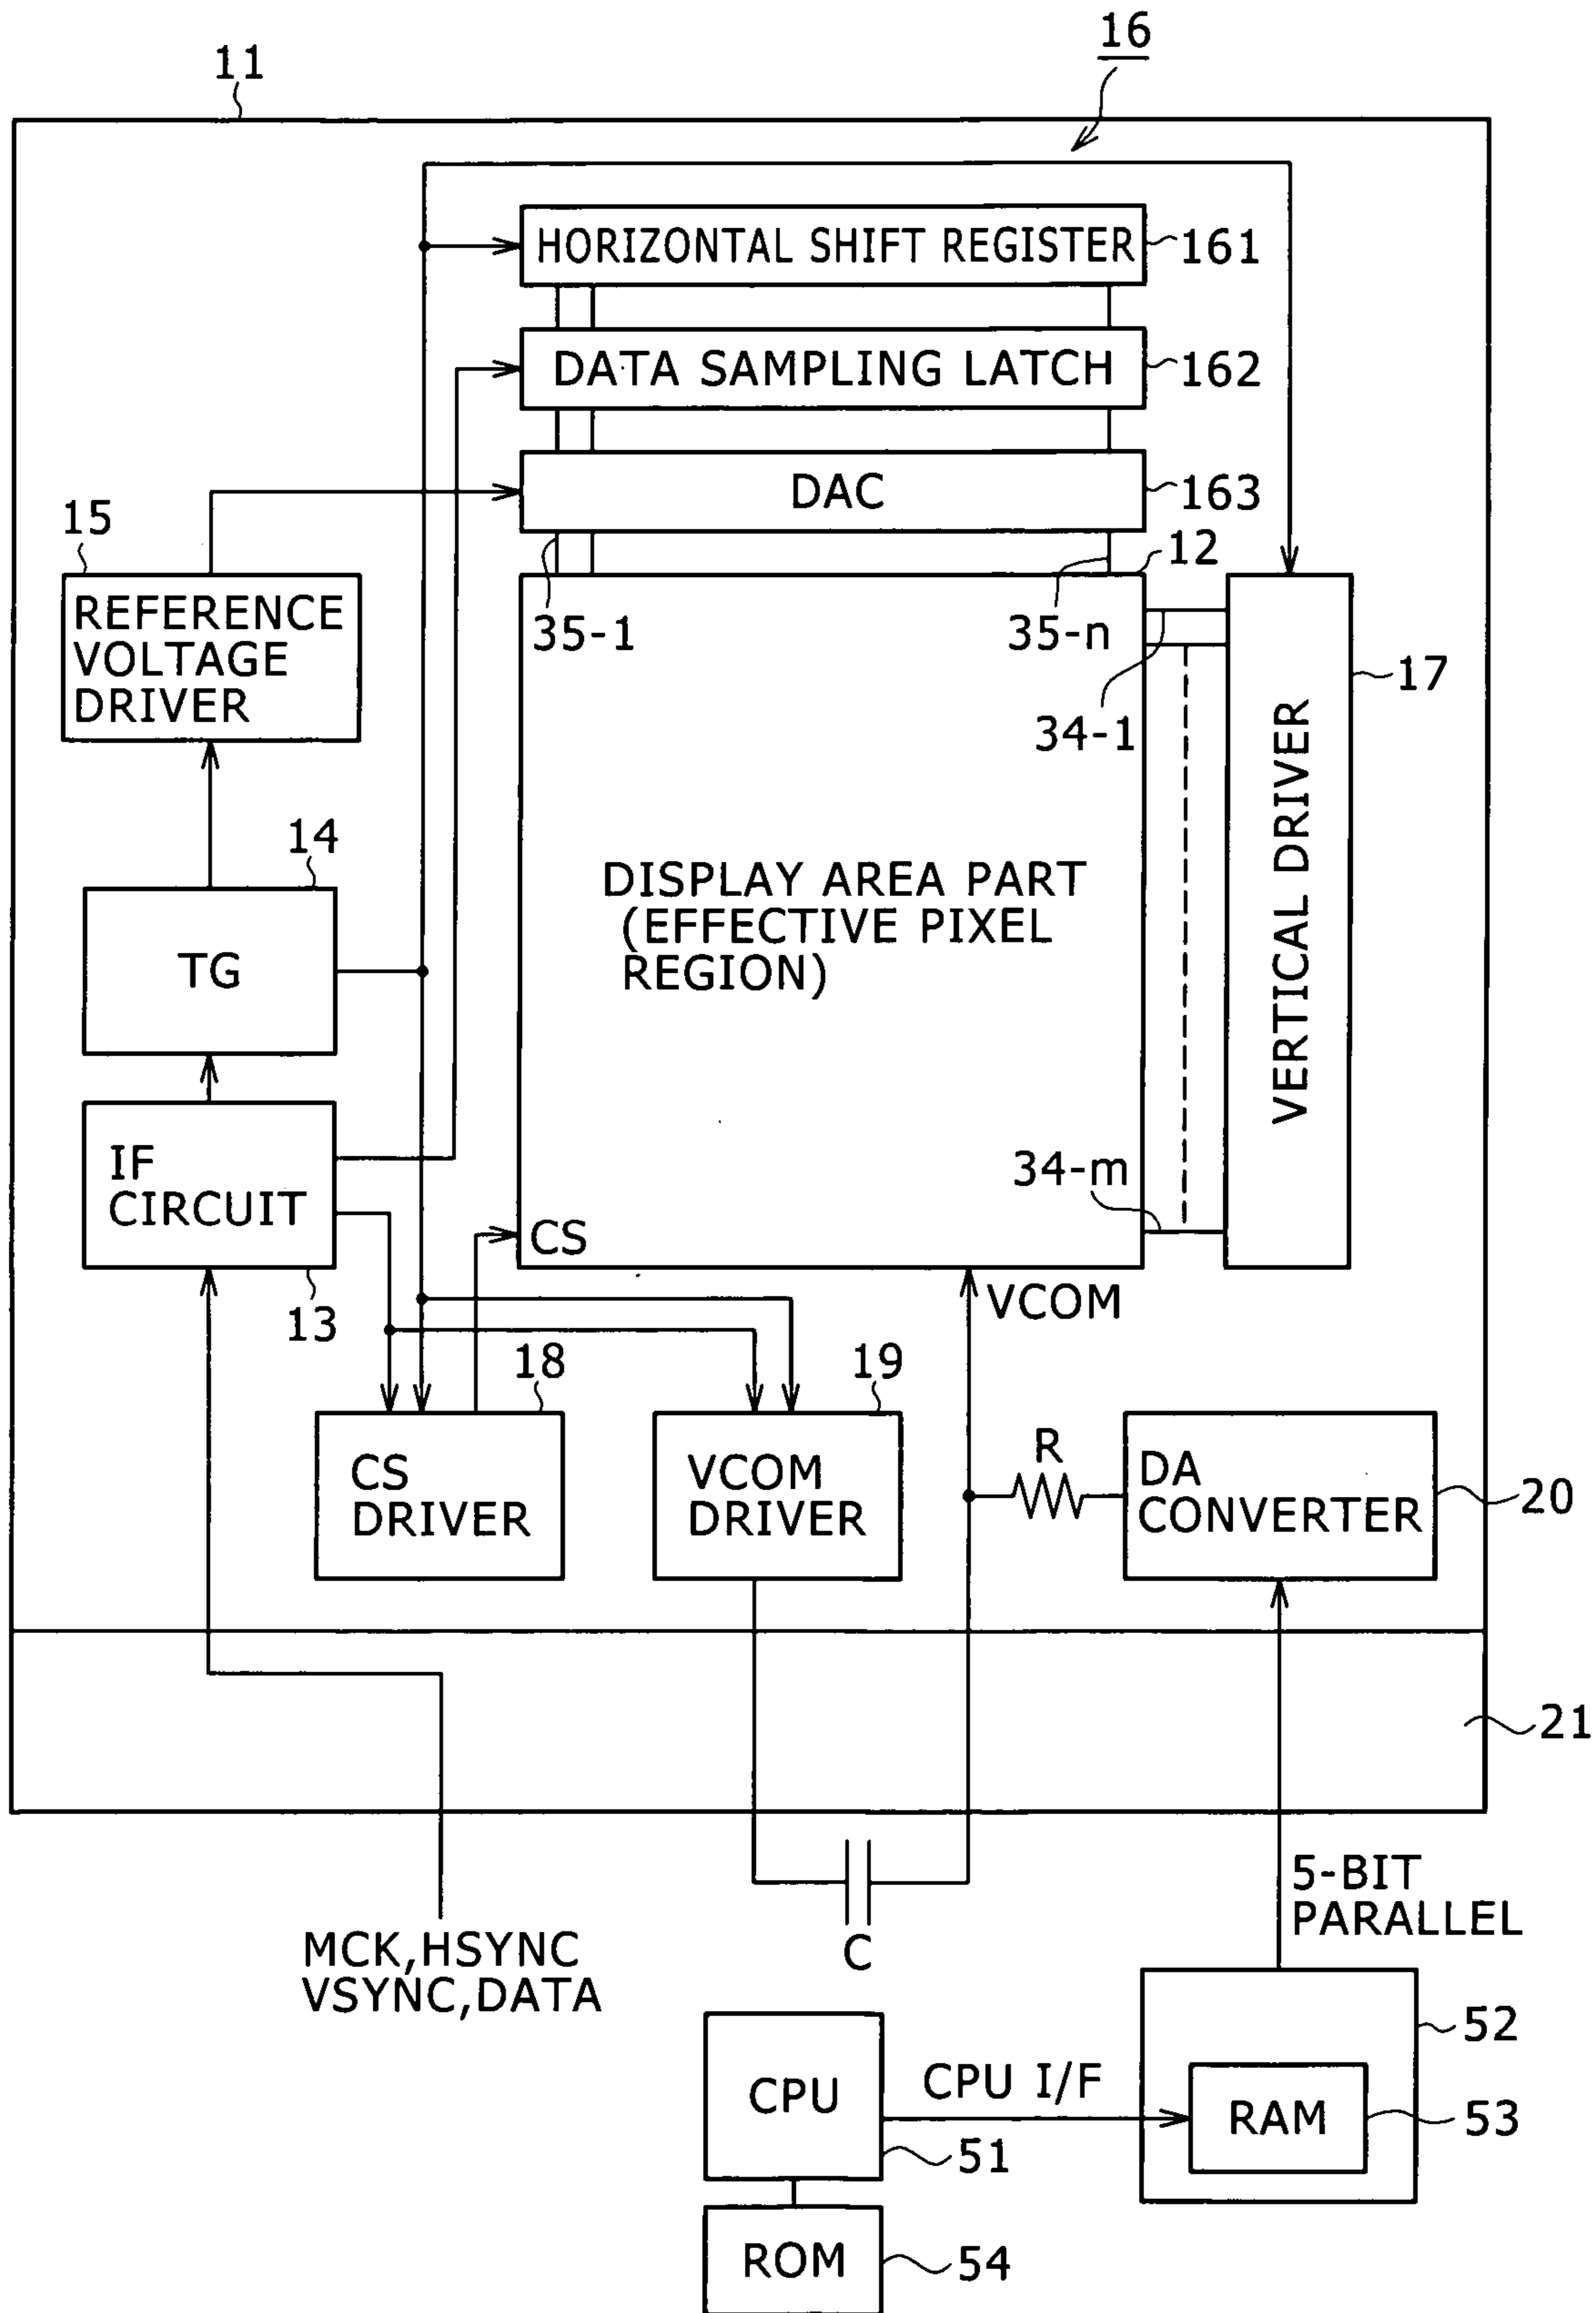 16
11
HORIZONTAL SHIFT REGISTER
161
DATA SAMPLING LATCH
162
DAC
163
15
12
REFERENCE
VOLTAGE
DRIVER
35-1
35-n
17
34-1
14
TG
DISPLAY AREA PART
(EFFECTIVE PIXEL
REGION)
VERTICAL DRIVER
IF
CIRCUIT
34-m
CS
13
VCOM
18
19
CS
DRIVER
VCOM
DRIVER
R
DA
CONVERTER
20
21
5-BIT
PARALLEL
MCK,HSYNC
VSYNC,DATA
C
52
CPU
CPU I/F
RAM
53
51
ROM
54